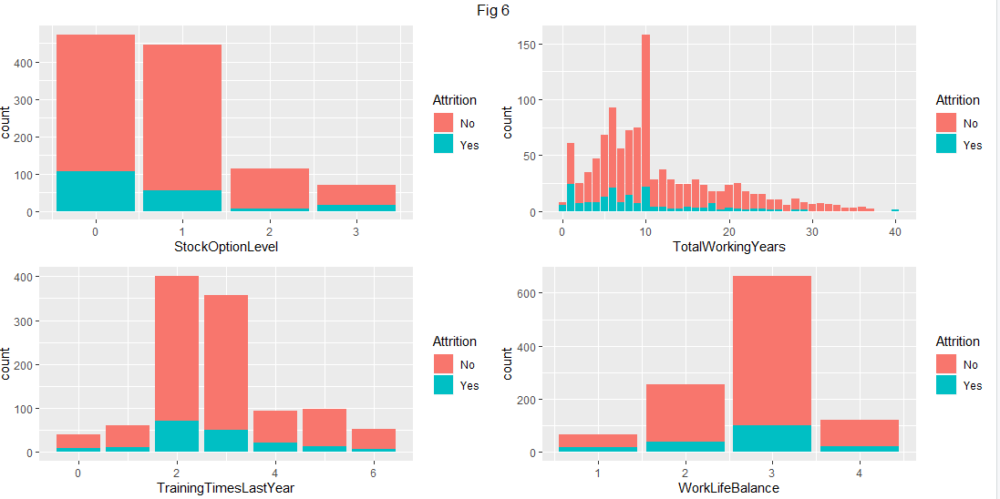 Fig 6
count
400
300
200
100
0
0 1 2 3
StockOptionLevel
Attrition
No
Yes
count
150
100
50
0
0 10 20 30 40
TotalWorkingYears
Attrition
No
Yes
count
400
300
200
100
0
0 2 4 6
TrainingTimesLastYear
Attrition
No
Yes
count
600
400
200
0
1 2 3 4
WorkLifeBalance
Attrition
No
Yes